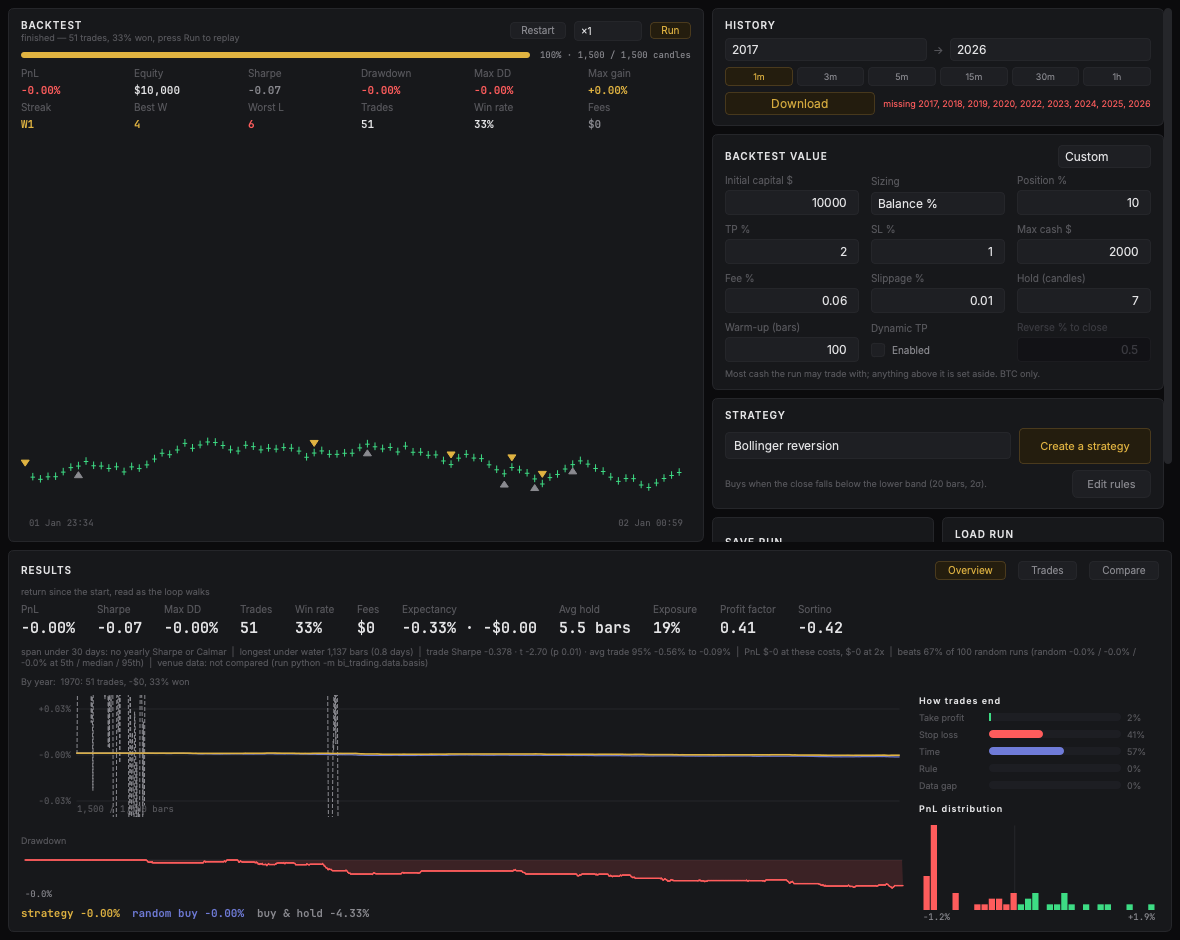 BACKTEST
finished — 51 trades, 33% won, press Run to replay
Restart ×1 Run
100% · 1,500 / 1,500 candles
PnL Equity Sharpe Drawdown Max DD Max gain
-0.00% $10,000 -0.07 -0.00% -0.00% +0.00%
Streak Best W Worst L Trades Win rate Fees
W1 4 6 51 33% $0
01 Jan 23:34 02 Jan 00:59
HISTORY
2017 → 2026
1m 3m 5m 15m 30m 1h
Download missing 2017, 2018, 2019, 2020, 2022, 2023, 2024, 2025, 2026
BACKTEST VALUE Custom
Initial capital $ Sizing Position %
10000 Balance % 10
TP % SL % Max cash $
2 1 2000
Fee % Slippage % Hold (candles)
0.06 0.01 7
Warm-up (bars) Dynamic TP Reverse % to close
100 Enabled 0.5
Most cash the run may trade with; anything above it is set aside. BTC only.
STRATEGY
Bollinger reversion Create a strategy
Buys when the close falls below the lower band (20 bars, 2σ). Edit rules
SAVE RUN LOAD RUN
RESULTS Overview Trades Compare
return since the start, read as the loop walks
PnL Sharpe Max DD Trades Win rate Fees Expectancy Avg hold Exposure Profit factor Sortino
-0.00% -0.07 -0.00% 51 33% $0 -0.33% · -$0.00 5.5 bars 19% 0.41 -0.42
span under 30 days: no yearly Sharpe or Calmar | longest under water 1,137 bars (0.8 days) | trade Sharpe -0.378 · t -2.70 (p 0.01) · avg trade 95% -0.56% to -0.09% | PnL $-0 at these costs, $-0 at 2x | beats 67% of 100 random runs (random -0.0% / -0.0% /
-0.0% at 5th / median / 95th) | venue data: not compared (run python -m bi_trading.data.basis)
By year: 1970: 51 trades, -$0, 33% won
+0.03%
-0.00%
-0.03%
1,500 / bars
Drawdown
-0.0%
strategy -0.00% random buy -0.00% buy & hold -4.33%
How trades end
Take profit 2%
Stop loss 41%
Time 57%
Rule 0%
Data gap 0%
PnL distribution
-1.2% +1.9%